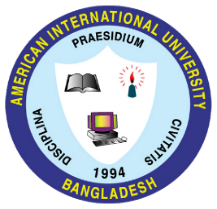 AMERICAN INTERNATIONAL UNIVERSITY
PRAESIDIUM
DISCIPLINA
CIVITATIS
1994
BANGLADESH